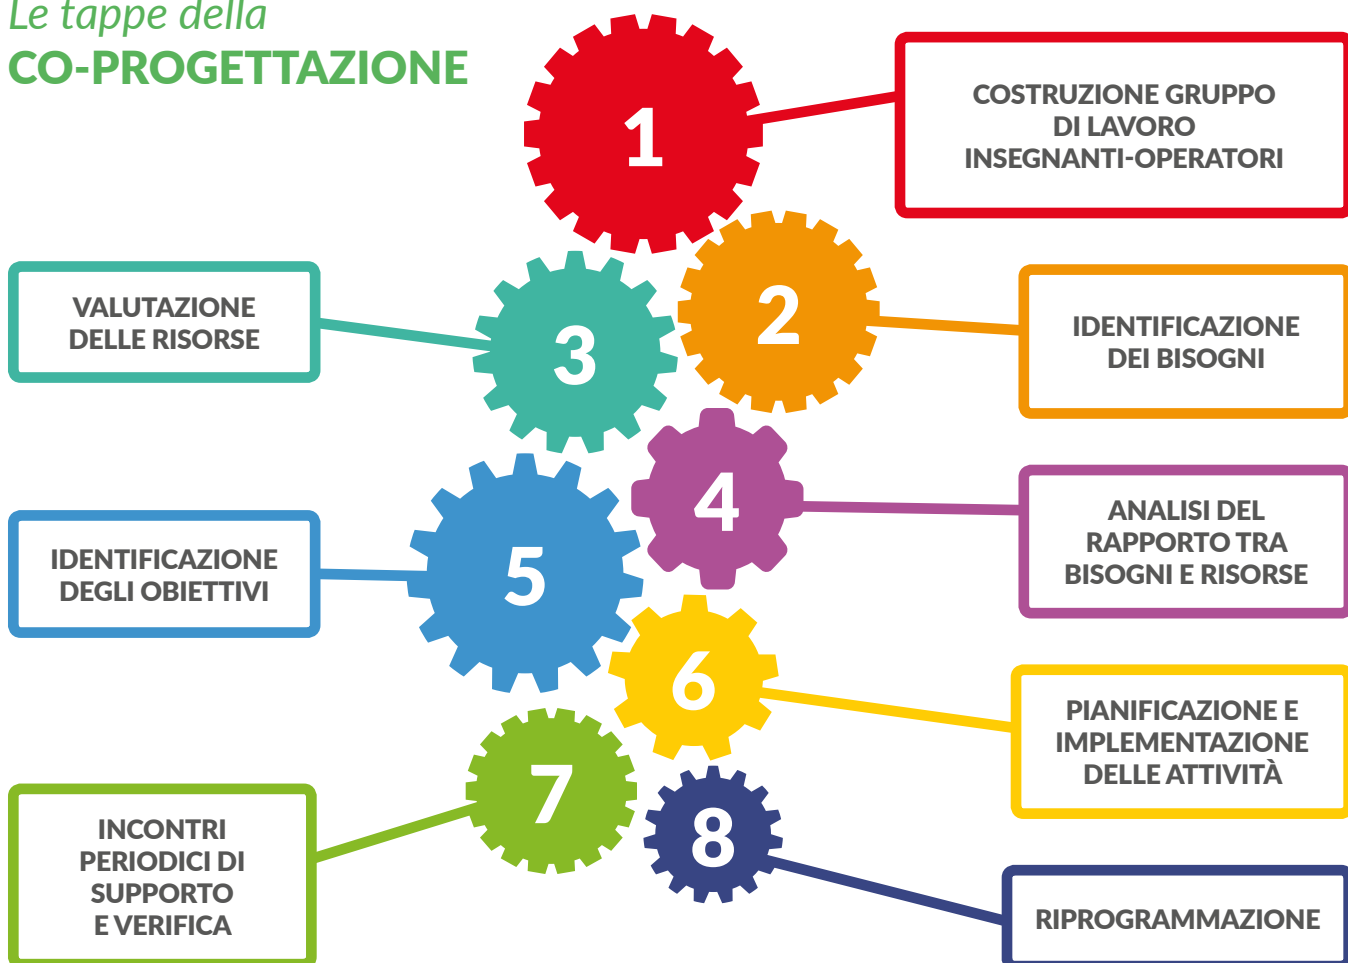 Le tappe della
CO-PROGETTAZIONE
1
COSTRUZIONE GRUPPO
DI LAVORO
INSEGNANTI-OPERATORI
2
IDENTIFICAZIONE
DEI BISOGNI
3
VALUTAZIONE
DELLE RISORSE
4
ANALISI DEL
RAPPORTO TRA
BISOGNI E RISORSE
5
IDENTIFICAZIONE
DEGLI OBIETTIVI
6
PIANIFICAZIONE E
IMPLEMENTAZIONE
DELLE ATTIVITÀ
7
INCONTRI
PERIODICI DI
SUPPORTO
E VERIFICA
8
RIPROGRAMMAZIONE